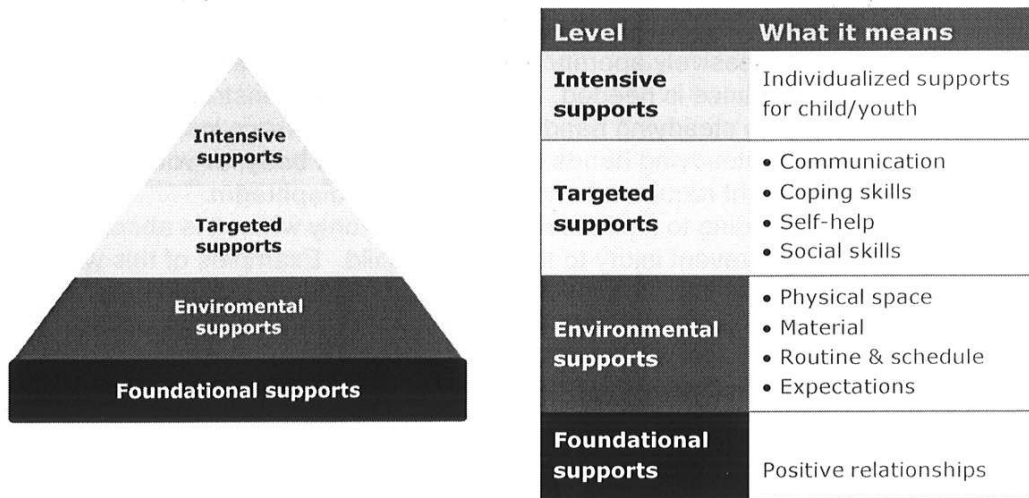 Intensive
supports
Targeted
supports
Enviromental
supports
Foundational supports
Level What it means
Intensive
supports
Individualized supports
for child/youth
Targeted
supports
• Communication
• Coping skills
• Self-help
• Social skills
Environmental
supports
• Physical space
• Material
• Routine & schedule
• Expectations
Foundational
supports
Positive relationships